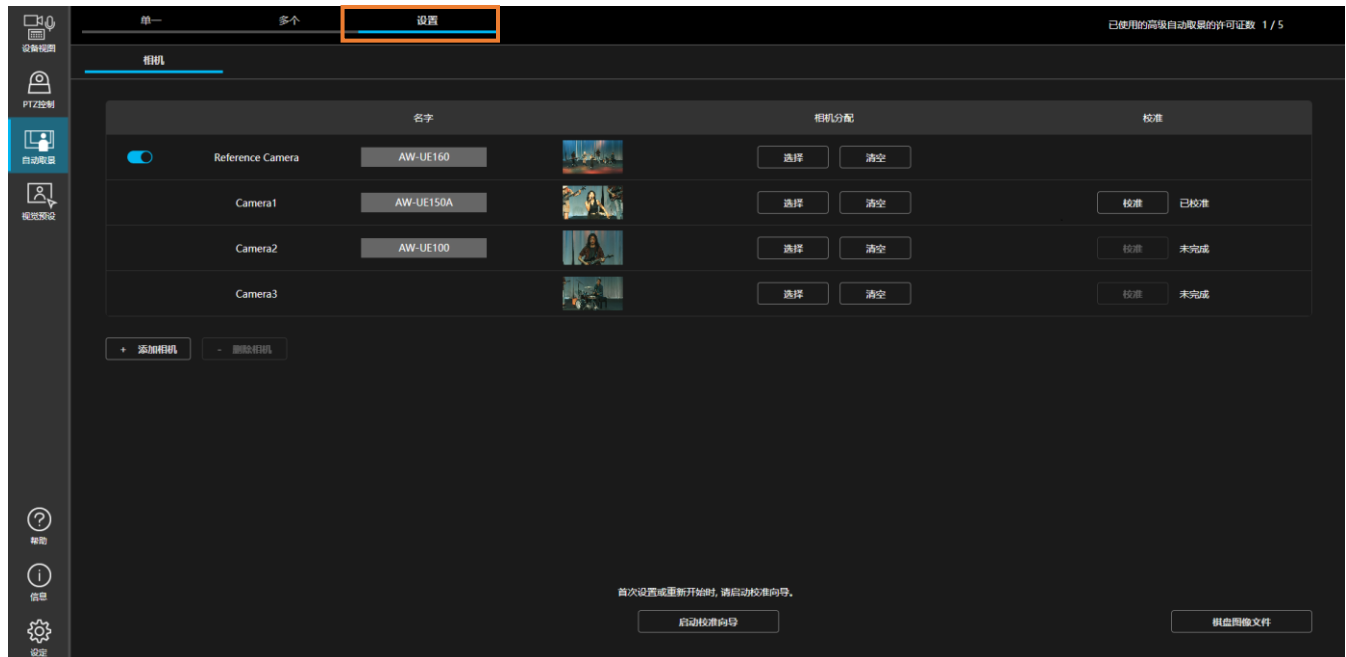 单一 多个 设置 已使用的高级自动取景的许可证数 1 / 5
设备视图
相机
PTZ控制
名字 相机分配 校准
自动取景
Reference Camera AW-UE160 选择 清空
Camera1 AW-UE150A 选择 清空 校准 已校准
视觉预设
Camera2 AW-UE100 选择 清空 校准 未完成
Camera3 选择 清空 校准 未完成
+ 添加相机 - 删除相机
帮助
信息
首次设置或重新开始时, 请启动校准向导。
启动校准向导 棋盘图像文件
设定